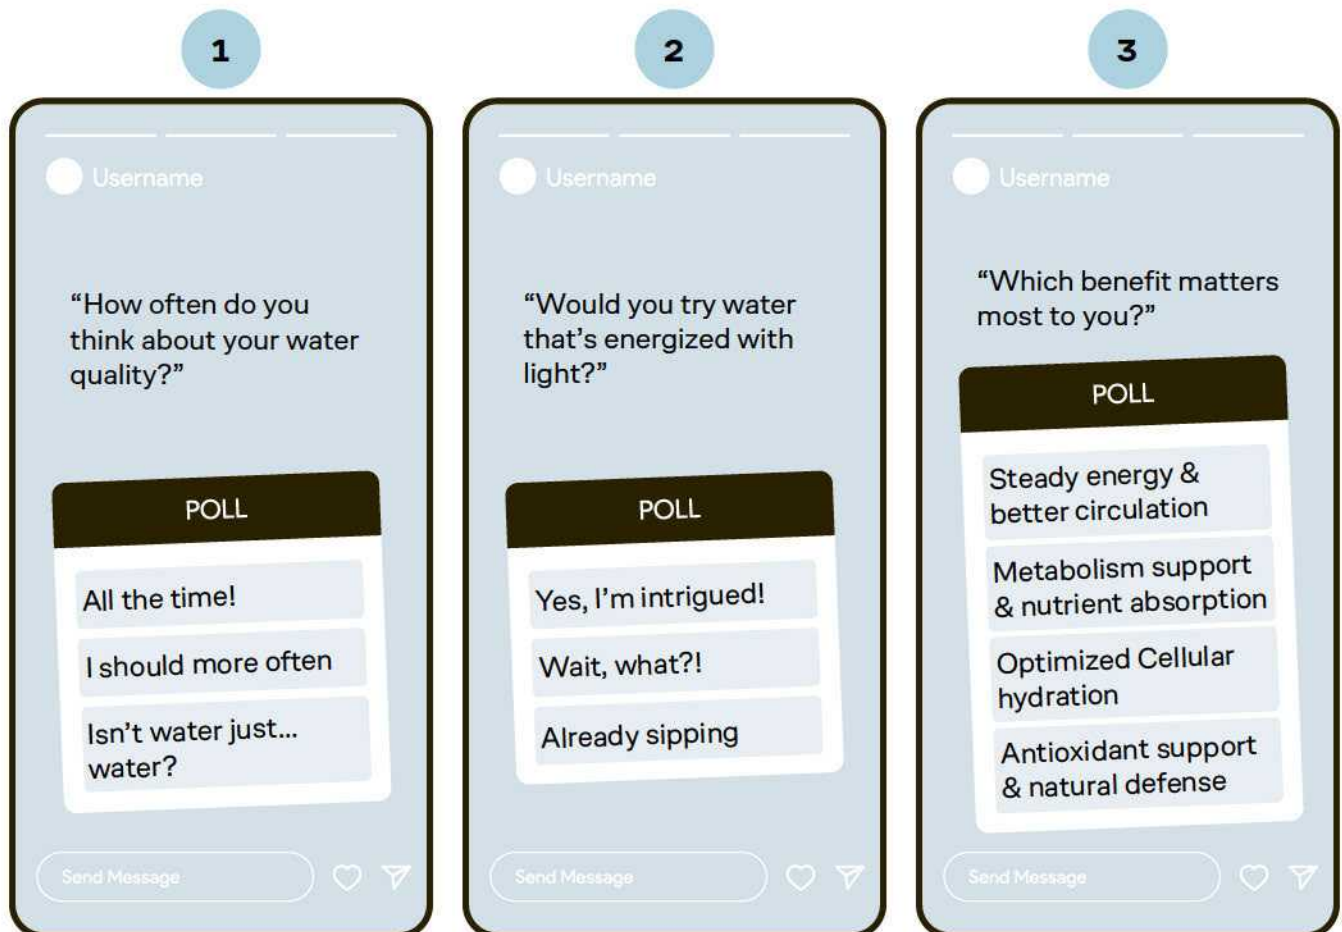 1
Username
“How often do you
think about your water
quality?”
POLL
All the time!
I should more often
Isn’t water just...
water?
Send Message
2
Username
“Would you try water
that’s energized with
light?”
POLL
Yes, I’m intrigued!
Wait, what?!
Already sipping
Send Message
3
Username
“Which benefit matters
most to you?”
POLL
Steady energy &
better circulation
Metabolism support
& nutrient absorption
Optimized Cellular
hydration
Antioxidant support
& natural defense
Send Message